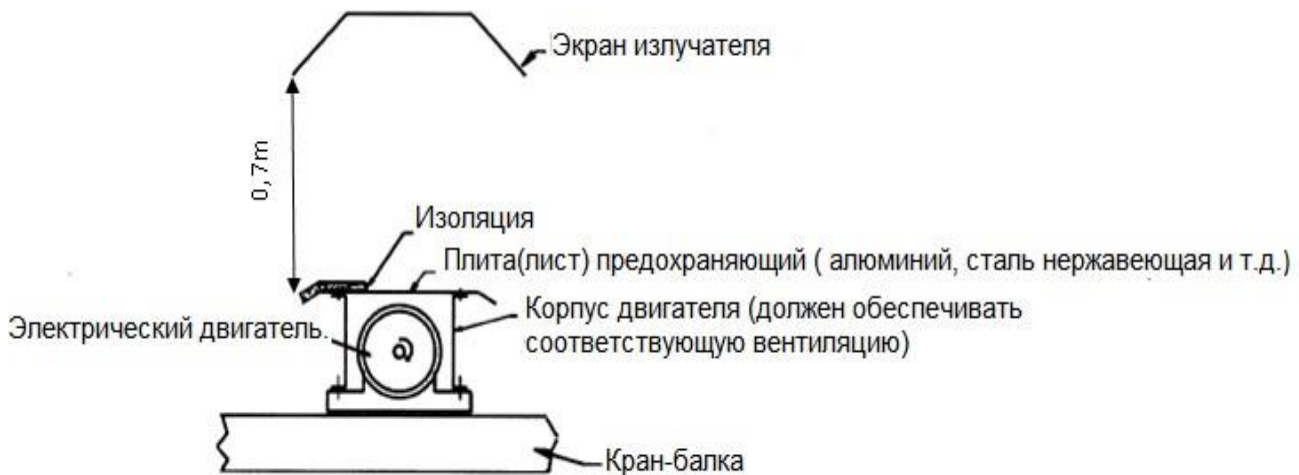 Экран излучателя
0,7m
Изоляция
Плита(лист) предохраняющий ( алюминий, сталь нержавеющая и т.д.)
Корпус двигателя (должен обеспечивать
соответствующую вентиляцию)
Электрический двигатель.
Кран-балка